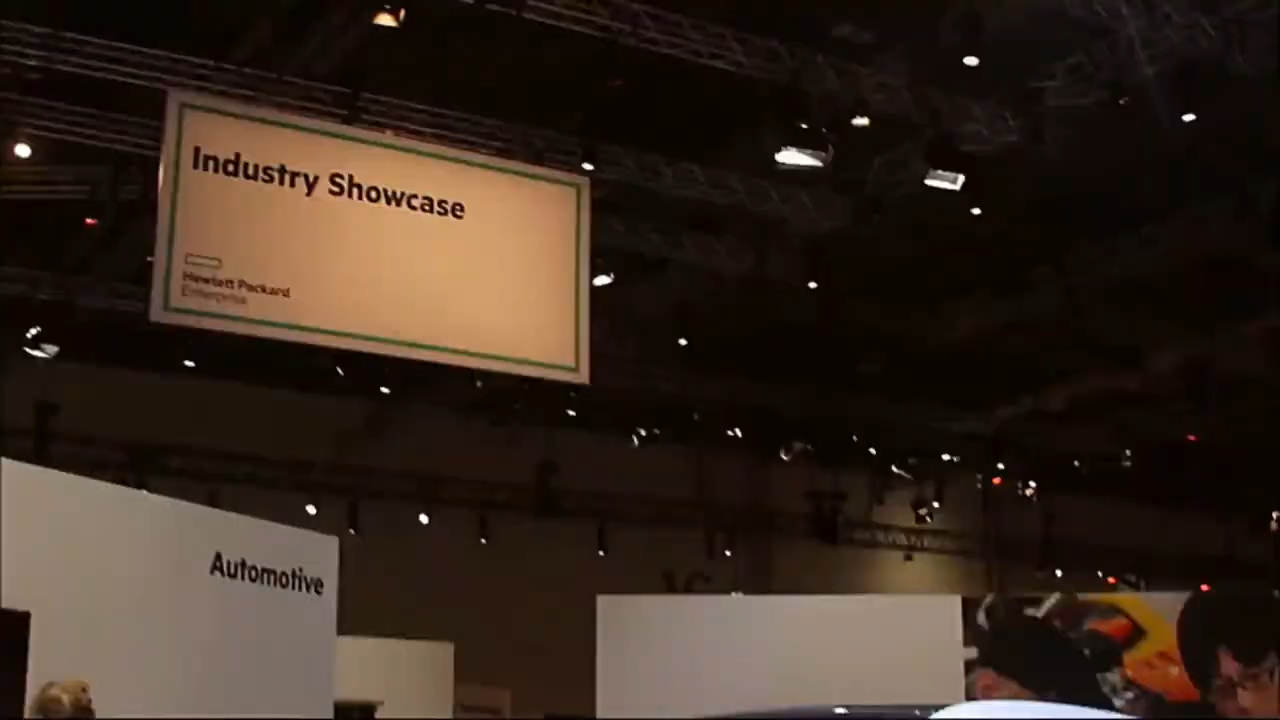 Industry Showcase
Hewlett Packard
Enterprise
Automotive